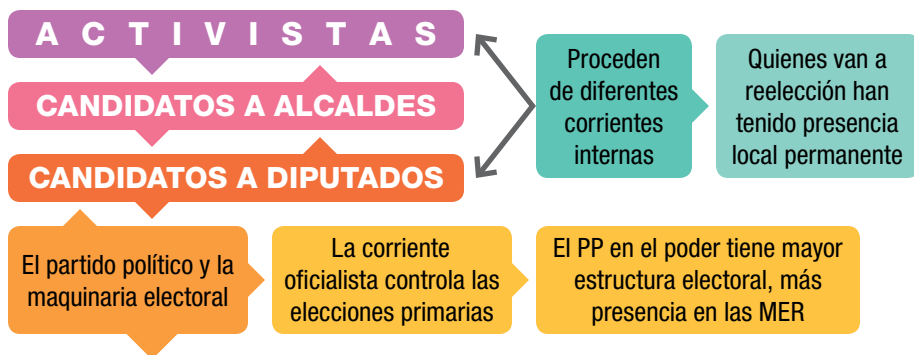 ACTIVISTAS
CANDIDATOS A ALCALDES
CANDIDATOS A DIPUTADOS
Proceden
de diferentes
corrientes
internas
Quienes van a
reelección han
tenido presencia
local permanente
El partido político y la
maquinaria electoral
La corriente
oficialista controla las
elecciones primarias
El PP en el poder tiene mayor
estructura electoral, más
presencia en las MER